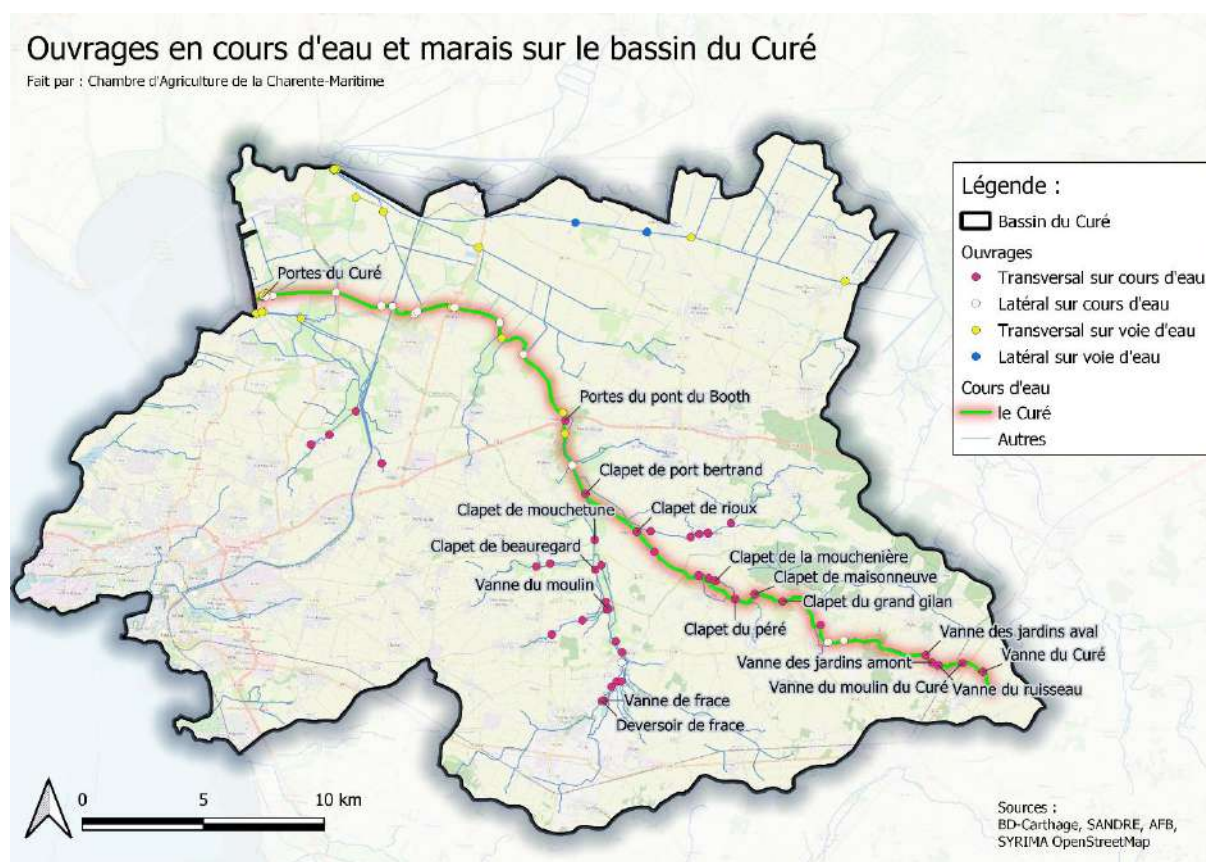 Ouvrages en cours d'eau et marais sur le bassin du Curé
Fait par : Chambre d'Agriculture de la Charente-Maritime
Légende :
Bassin du Curé
Ouvrages
Transversal sur cours d'eau
Latéral sur cours d'eau
Transversal sur voie d'eau
Latéral sur voie d'eau
Cours d'eau
le Curé
Autres
Portes du Curé
Portes du pont du Booth
Clapet de port bertrand
Clapet de mouchetune
Clapet de rioux
Clapet de beauregard
Clapet de la mouchenière
Vanne du moulin
Clapet de maisonneuve
Clapet du grand gilan
Clapet du péré
Vanne des jardins aval
Vanne des jardins amont
Vanne du Curé
Vanne du moulin du Curé
Vanne du ruisseau
Vanne de frace
Deversoir de frace
0 5 10 km
Sources :
BD-Carthage, SANDRE, AFB,
SYRIMA OpenStreetMap